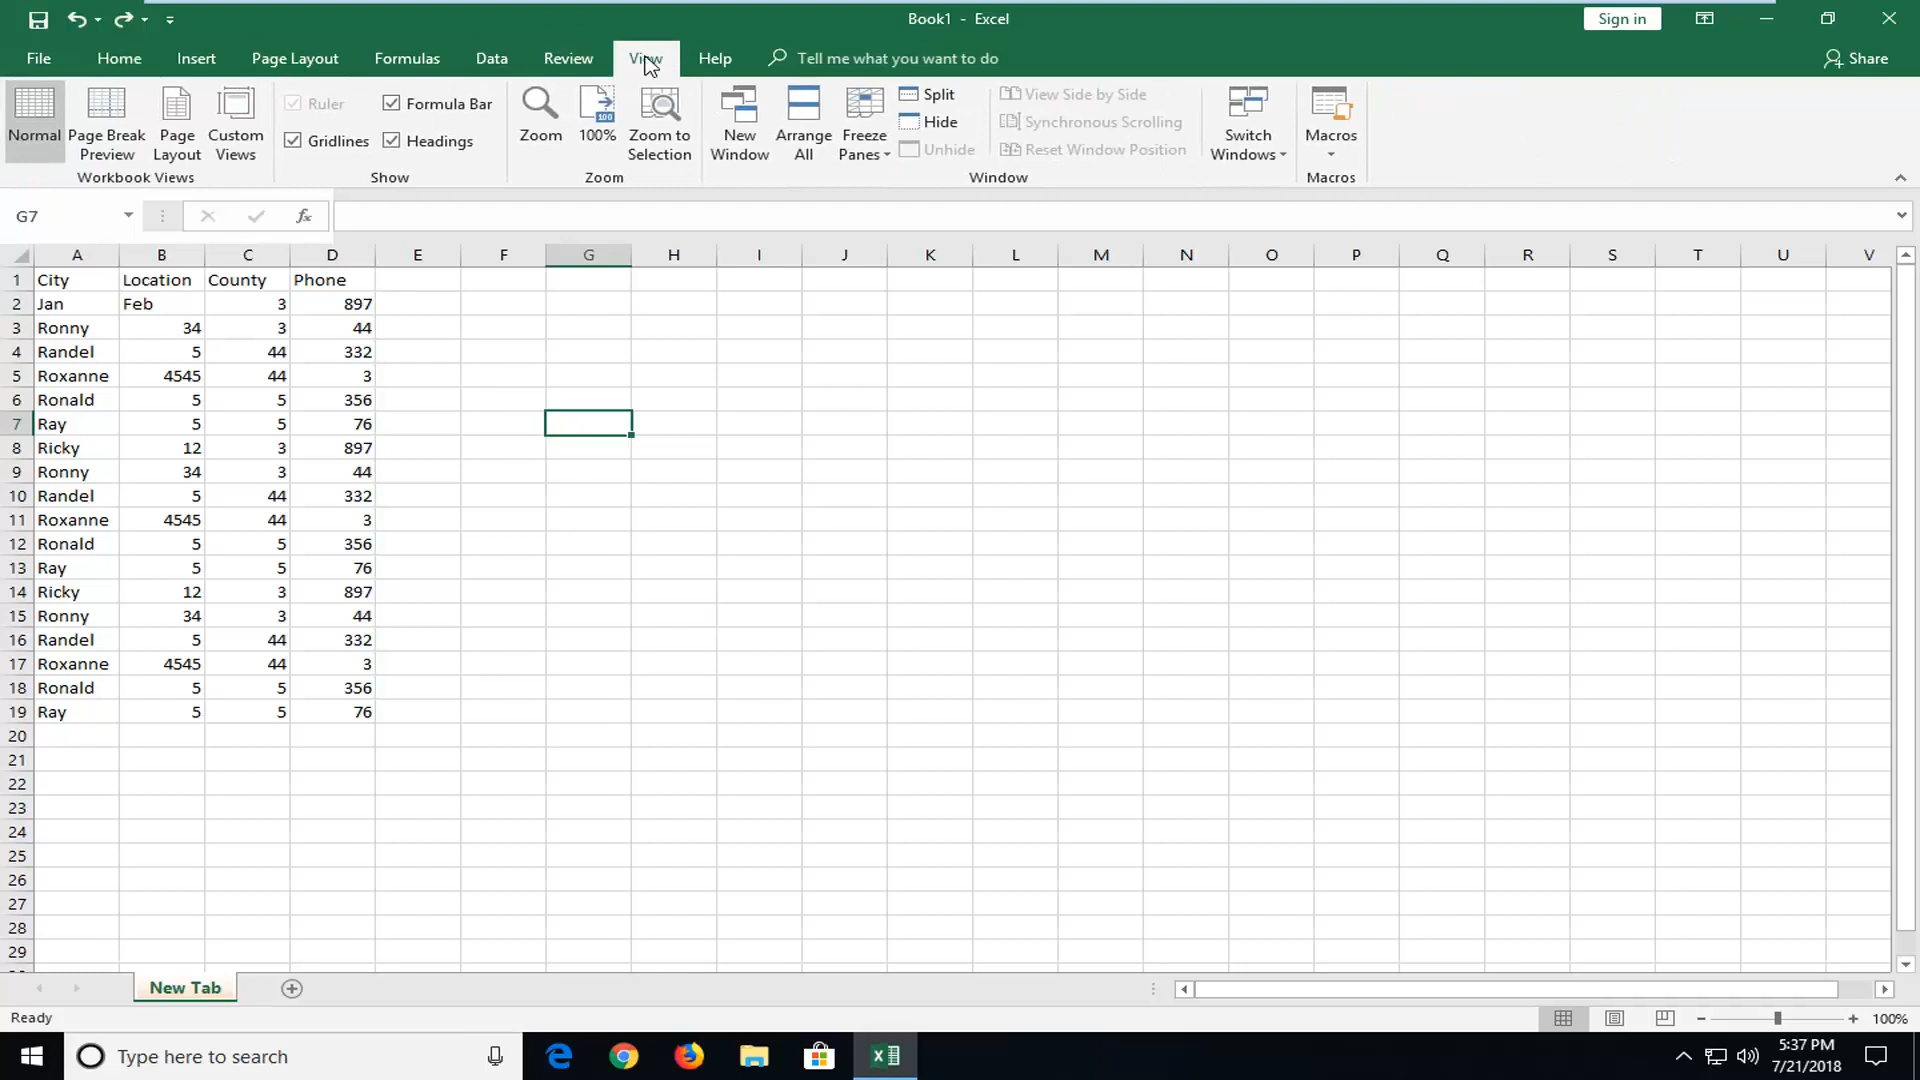 Book1 - Excel
Sign in
File Home Insert Page Layout Formulas Data Review View Help Tell me what you want to do Share
Normal
Page Break Preview
Page Layout
Custom Views
Workbook Views
Ruler
Formula Bar
Gridlines
Headings
Show
Zoom
100
100%
Zoom to Selection
Zoom
New Window
Arrange All
Freeze Panes
Split
Hide
Unhide
View Side by Side
Synchronous Scrolling
Reset Window Position
Window
Switch Windows
Macros
Macros
G7
fx
A B C D E F G H I J K L M N O P Q R S T U V
1 City Location County Phone
2 Jan Feb 3 897
3 Ronny 34 3 44
4 Randel 5 44 332
5 Roxanne 4545 44 3
6 Ronald 5 5 356
7 Ray 5 5 76
8 Ricky 12 3 897
9 Ronny 34 3 44
10 Randel 5 44 332
11 Roxanne 4545 44 3
12 Ronald 5 5 356
13 Ray 5 5 76
14 Ricky 12 3 897
15 Ronny 34 3 44
16 Randel 5 44 332
17 Roxanne 4545 44 3
18 Ronald 5 5 356
19 Ray 5 5 76
20
21
22
23
24
25
26
27
28
29
New Tab
Ready
100%
Type here to search
5:37 PM
7/21/2018